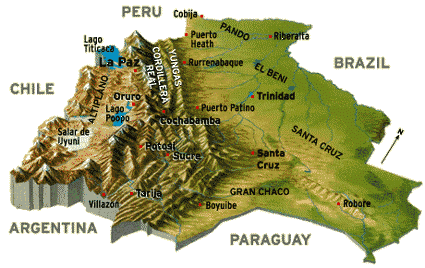 PERU
Cobija
PANDO
Puerto
Heath
Riberalta
Lago
Titicaca
La Paz
YUNGAS
CORDILLERA
REAL
Rurrenabaque
BRAZIL
EL BENI
CHILE
ALTIPLANO
Oruro
Lago
Poopo
Trinidad
Puerto Patino
Cochabamba
Salar de
Uyuni
SANTA CRUZ
N
Potosi
Sucre
Santa
Cruz
Tarija
GRAN CHACO
Villazón
Boyuibe
Robore
ARGENTINA
PARAGUAY